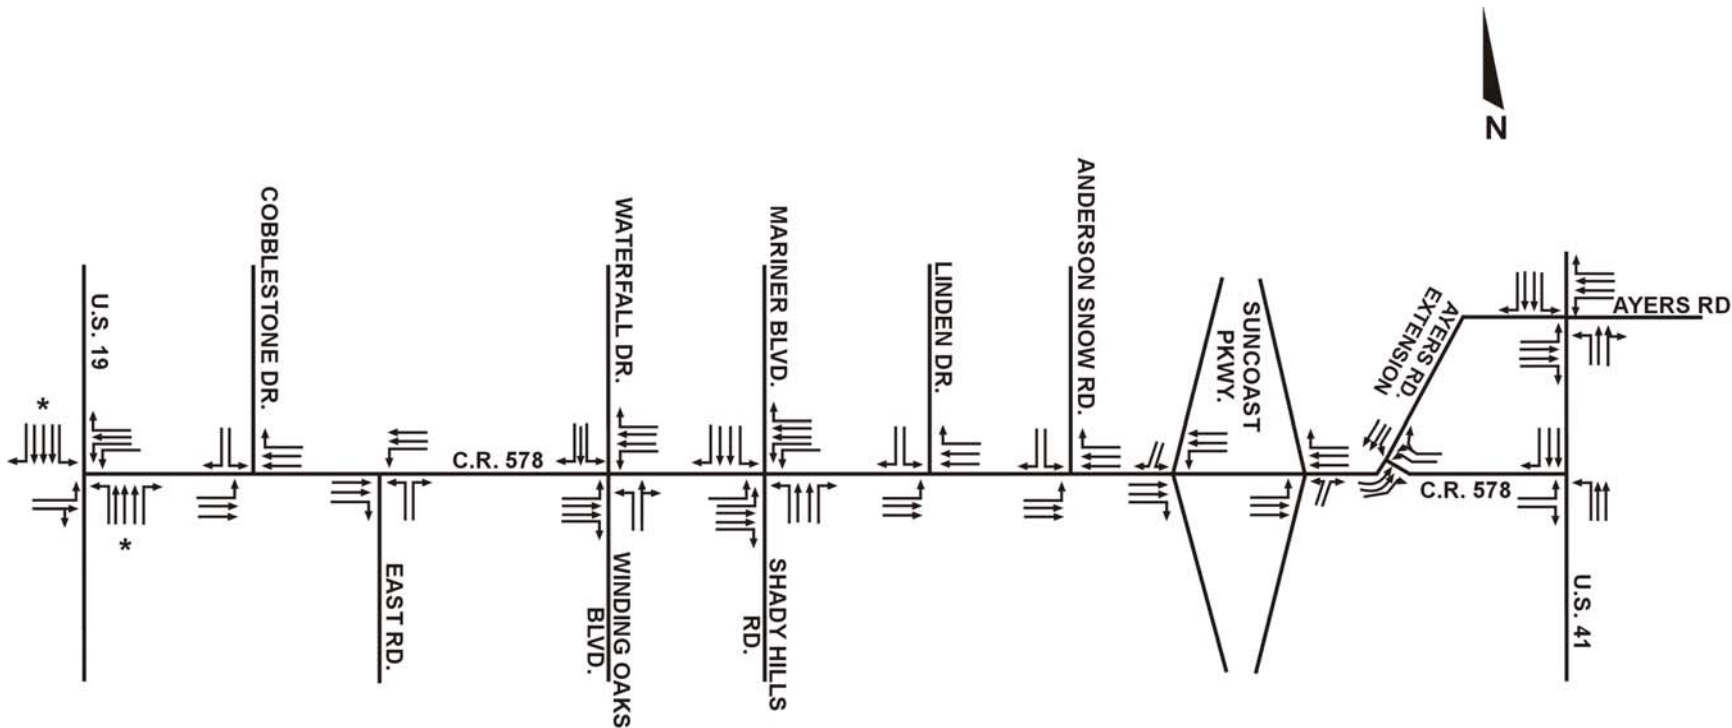 N
U.S. 19
*
*
COBBLESTONE DR.
EAST RD.
C.R. 578
WATERFALL DR.
WINDING OAKS
BLVD.
MARINER BLVD.
SHADY HILLS
RD.
LINDEN DR.
ANDERSON SNOW RD.
SUNCOAST
PKWY.
AYERS RD.
EXTENSION
AYERS RD
C.R. 578
U.S. 41